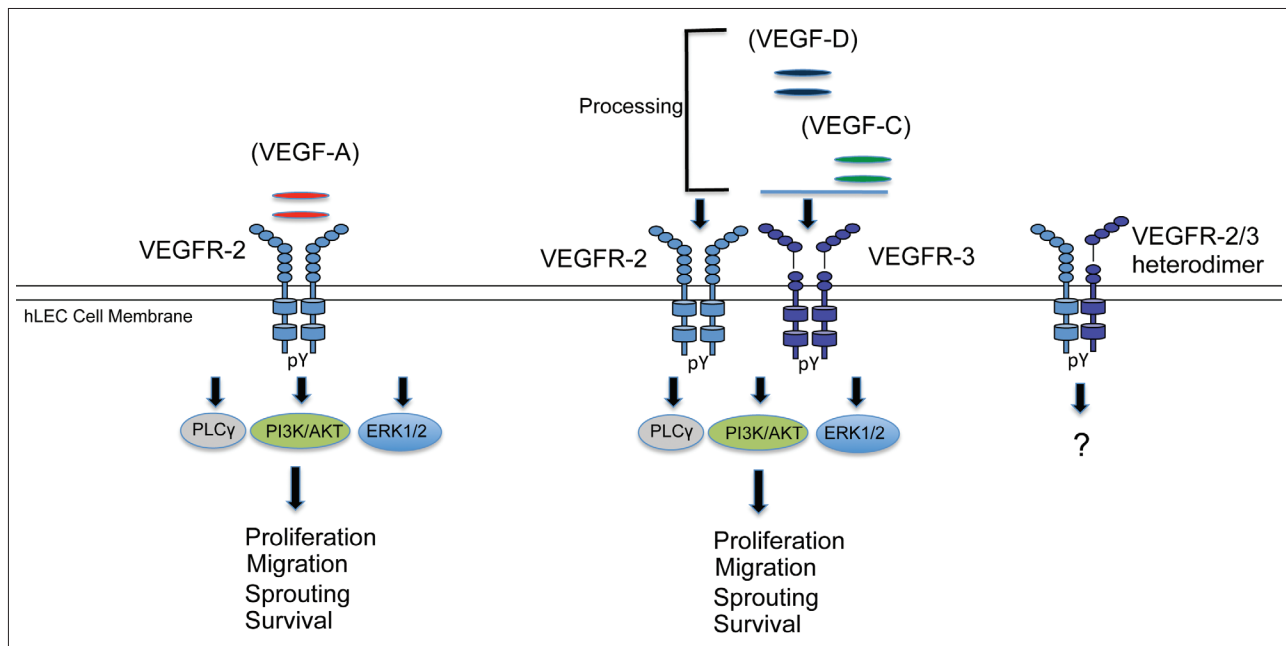 (VEGF-D)
Processing
(VEGF-C)
(VEGF-A)
VEGFR-2
VEGFR-2
VEGFR-3
VEGFR-2/3
heterodimer
hLEC Cell Membrane
pY
pY
pY
pY
PLCγ
PI3K/AKT
ERK1/2
PLCγ
PI3K/AKT
ERK1/2
?
Proliferation
Migration
Sprouting
Survival
Proliferation
Migration
Sprouting
Survival